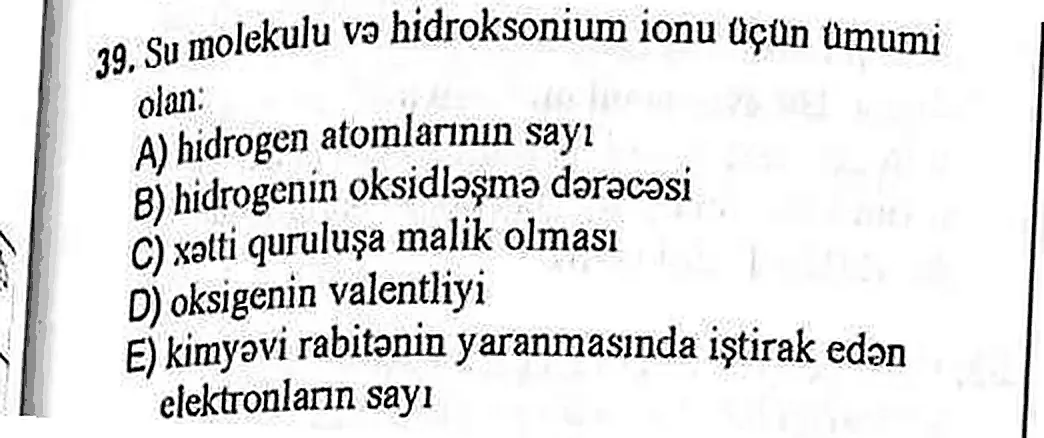 39. Su molekulu və hidroksonium ionu üçün ümumi
olan:
A) hidrogen atomlarının sayı
B) hidrogenin oksidləşmə dərəcəsi
C) xətti quruluşa malik olması
D) oksigenin valentliyi
E) kimyəvi rabitənin yaranmasında iştirak edən
elektronların sayı